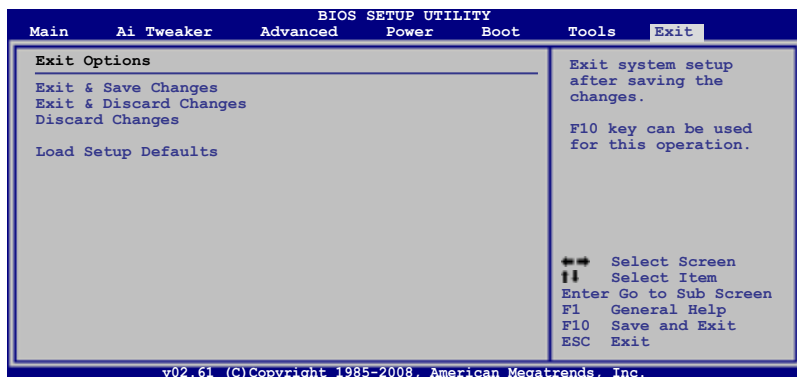 BIOS SETUP UTILITY
Main Ai Tweaker Advanced Power Boot Tools Exit
Exit Options
Exit & Save Changes
Exit & Discard Changes
Discard Changes
Load Setup Defaults
Exit system setup
after saving the
changes.
F10 key can be used
for this operation.
←→ Select Screen
↑↓ Select Item
Enter Go to Sub Screen
F1 General Help
F10 Save and Exit
ESC Exit
v02.61 (C)Copyright 1985-2008, American Megatrends, Inc.